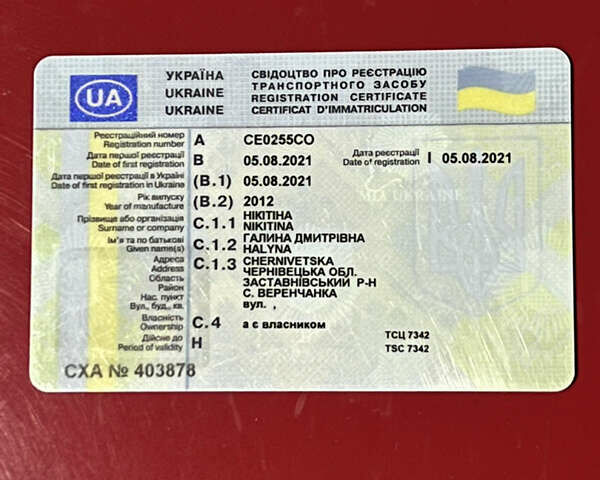 UA
УКРАЇНА
UKRAINE
UKRAINE
СВІДОЦТВО ПРО РЕЄСТРАЦІЮ
ТРАНСПОРТНОГО ЗАСОБУ
REGISTRATION CERTIFICATE
CERTIFICAT D'IMMATRICULATION
Реєстраційний номер
Registration number A CE0255CO
Дата першої реєстрації
Date of first registration B 05.08.2021
Дата реєстрації
Date of registration I 05.08.2021
Дата першої реєстрації в Україні
Date of first registration in Ukraine (B.1) 05.08.2021
Рік випуску
Year of manufacture (B.2) 2012
Прізвище або організація
Surname or company C.1.1 НІКІТІНА
NIKITINA
Ім'я та по батькові
Given name(s) C.1.2 ГАЛИНА ДМИТРІВНА
HALYNA
Адреса
Address
Область
Район
Нас. пункт
Вул., буд., кв.
C.1.3 CHERNIVETSKA
ЧЕРНІВЕЦЬКА ОБЛ.
ЗАСТАВНІВСЬКИЙ Р-Н
С. ВЕРЕНЧАНКА
вул. ,
Власність
Ownership C.4 а є власником
Дійсне до
Period of validity H
ТСЦ 7342
TSC 7342
СХА № 403878